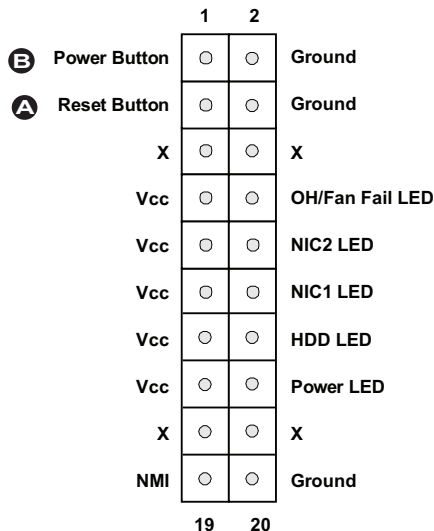 1 2
B Power Button Ground
A Reset Button Ground
X X
Vcc OH/Fan Fail LED
Vcc NIC2 LED
Vcc NIC1 LED
Vcc HDD LED
Vcc Power LED
X X
NMI Ground
19 20